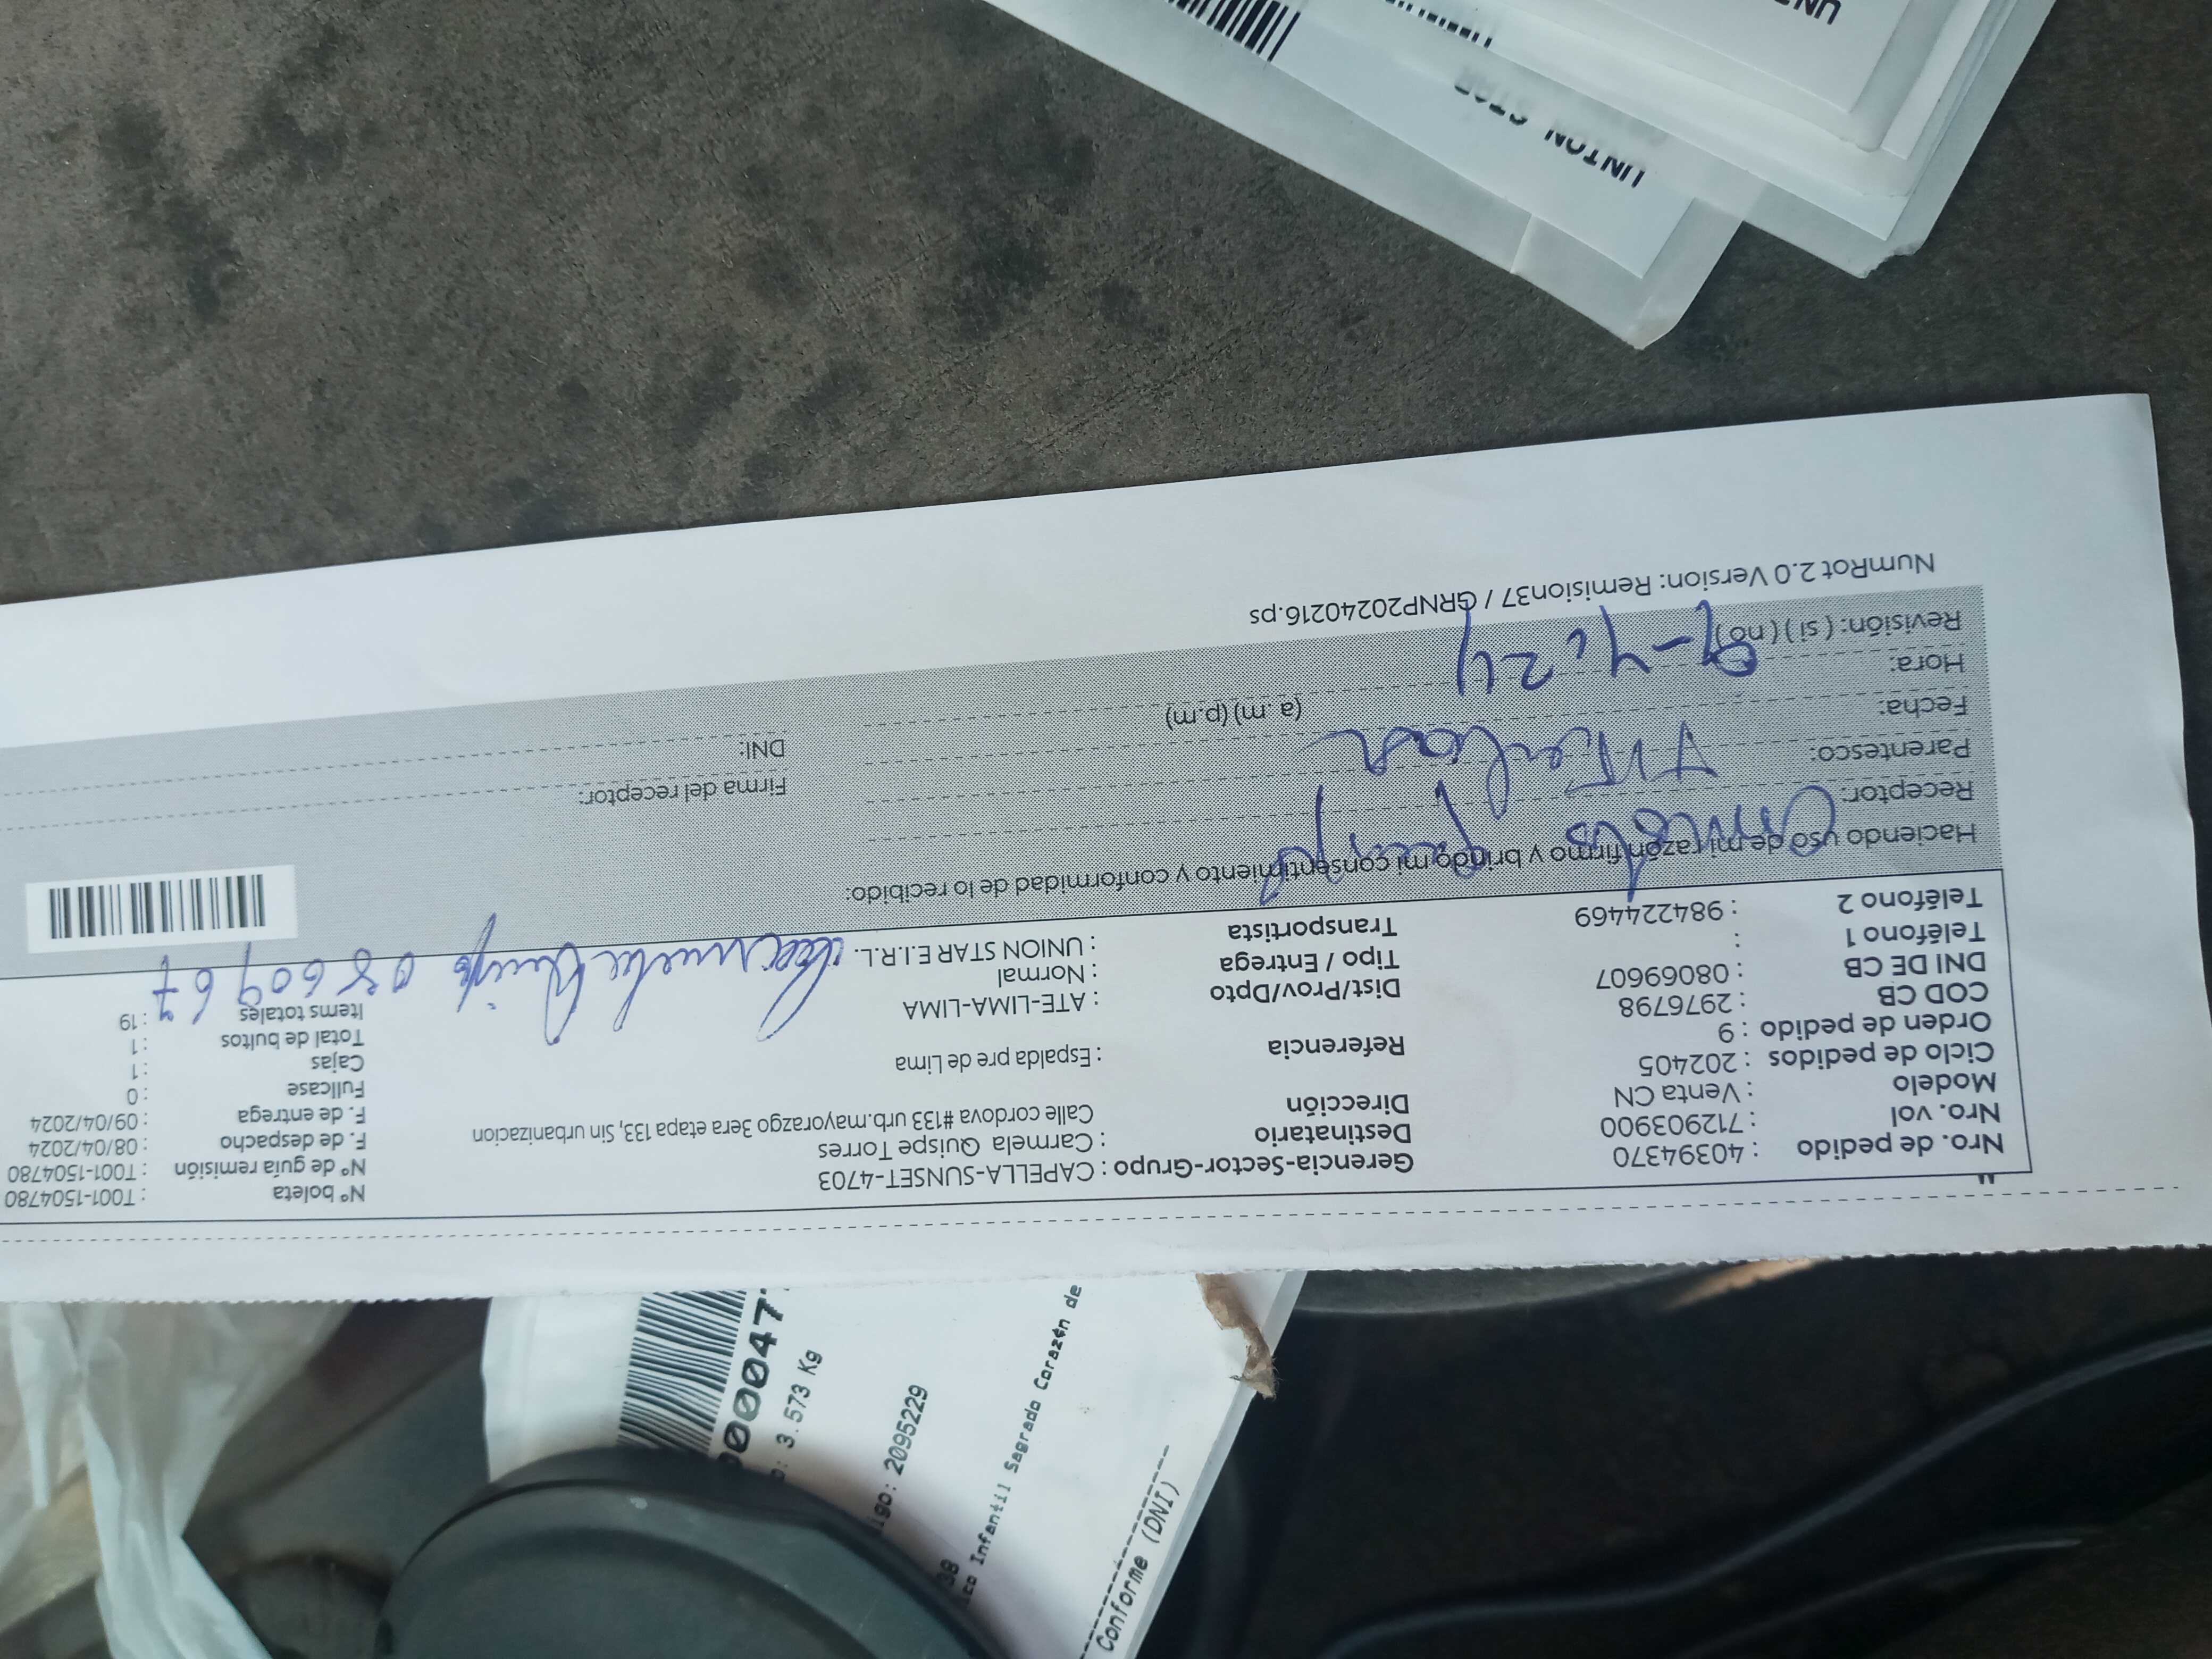 Nro. de pedido : 40394370 Gerencia-Sector-Grupo : CAPELLA-SUNSET-4703 Nº boleta : T001-1504780
Nro. vol : 712903900 Destinatario : Carmela Quispe Torres Nº de guía remisión : T001-1504780
Modelo : Venta CN Dirección Calle cordova #133 urb.mayorazgo 3era etapa 133, Sin urbanizacion F. de despacho : 08/04/2024
Ciclo de pedidos : 202405 F. de entrega : 09/04/2024
Orden de pedido : 9 Referencia : Espalda pre de Lima Fullcase : 0
COD CB : 2976798 Dist/Prov/Dpto : ATE-LIMA-LIMA Cajas : 1
DNI DE CB : 08069607 Tipo / Entrega : Normal Total de bultos : 1
Teléfono 1 : Transportista : UNION STAR E.I.R.L. Items totales : 19
Teléfono 2 : 984224469
Haciendo uso de mi razón firmo y brindo mi consentimiento y conformidad de lo recibido:
Receptor:
Parentesco: Firma del receptor:
Fecha: DNI:
Hora: (a. m) (p.m)
9-4-24
Revisión: ( si ) ( no )
NumRot 2.0 Version: Remision37 / GRNP20240216.ps
UNION STAR
UN
3.573 Kg
igo: 2095229
Infantil Sagrado Corazón de
Conforme (DNI)